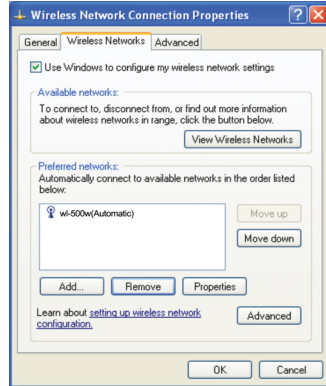 Wireless Network Connection Properties
General Wireless Networks Advanced
Use Windows to configure my wireless network settings
Available networks:
To connect to, disconnect from, or find out more information
about wireless networks in range, click the button below.
View Wireless Networks
Preferred networks:
Automatically connect to available networks in the order listed
below:
wl-500w(Automatic)
Move up
Move down
Add... Remove Properties
Learn about setting up wireless network
configuration.
Advanced
OK Cancel